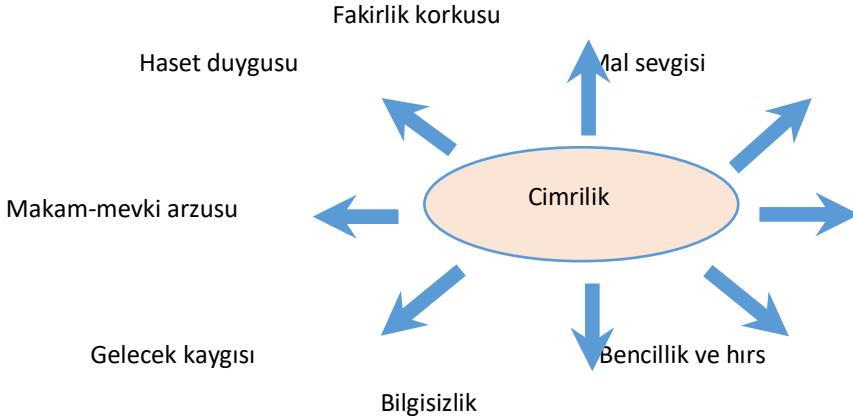 Fakirlik korkusu
Haset duygusu
Mal sevgisi
Cimrilik
Makam-mevki arzusu
Gelecek kaygısı
Bencillik ve hırs
Bilgisizlik